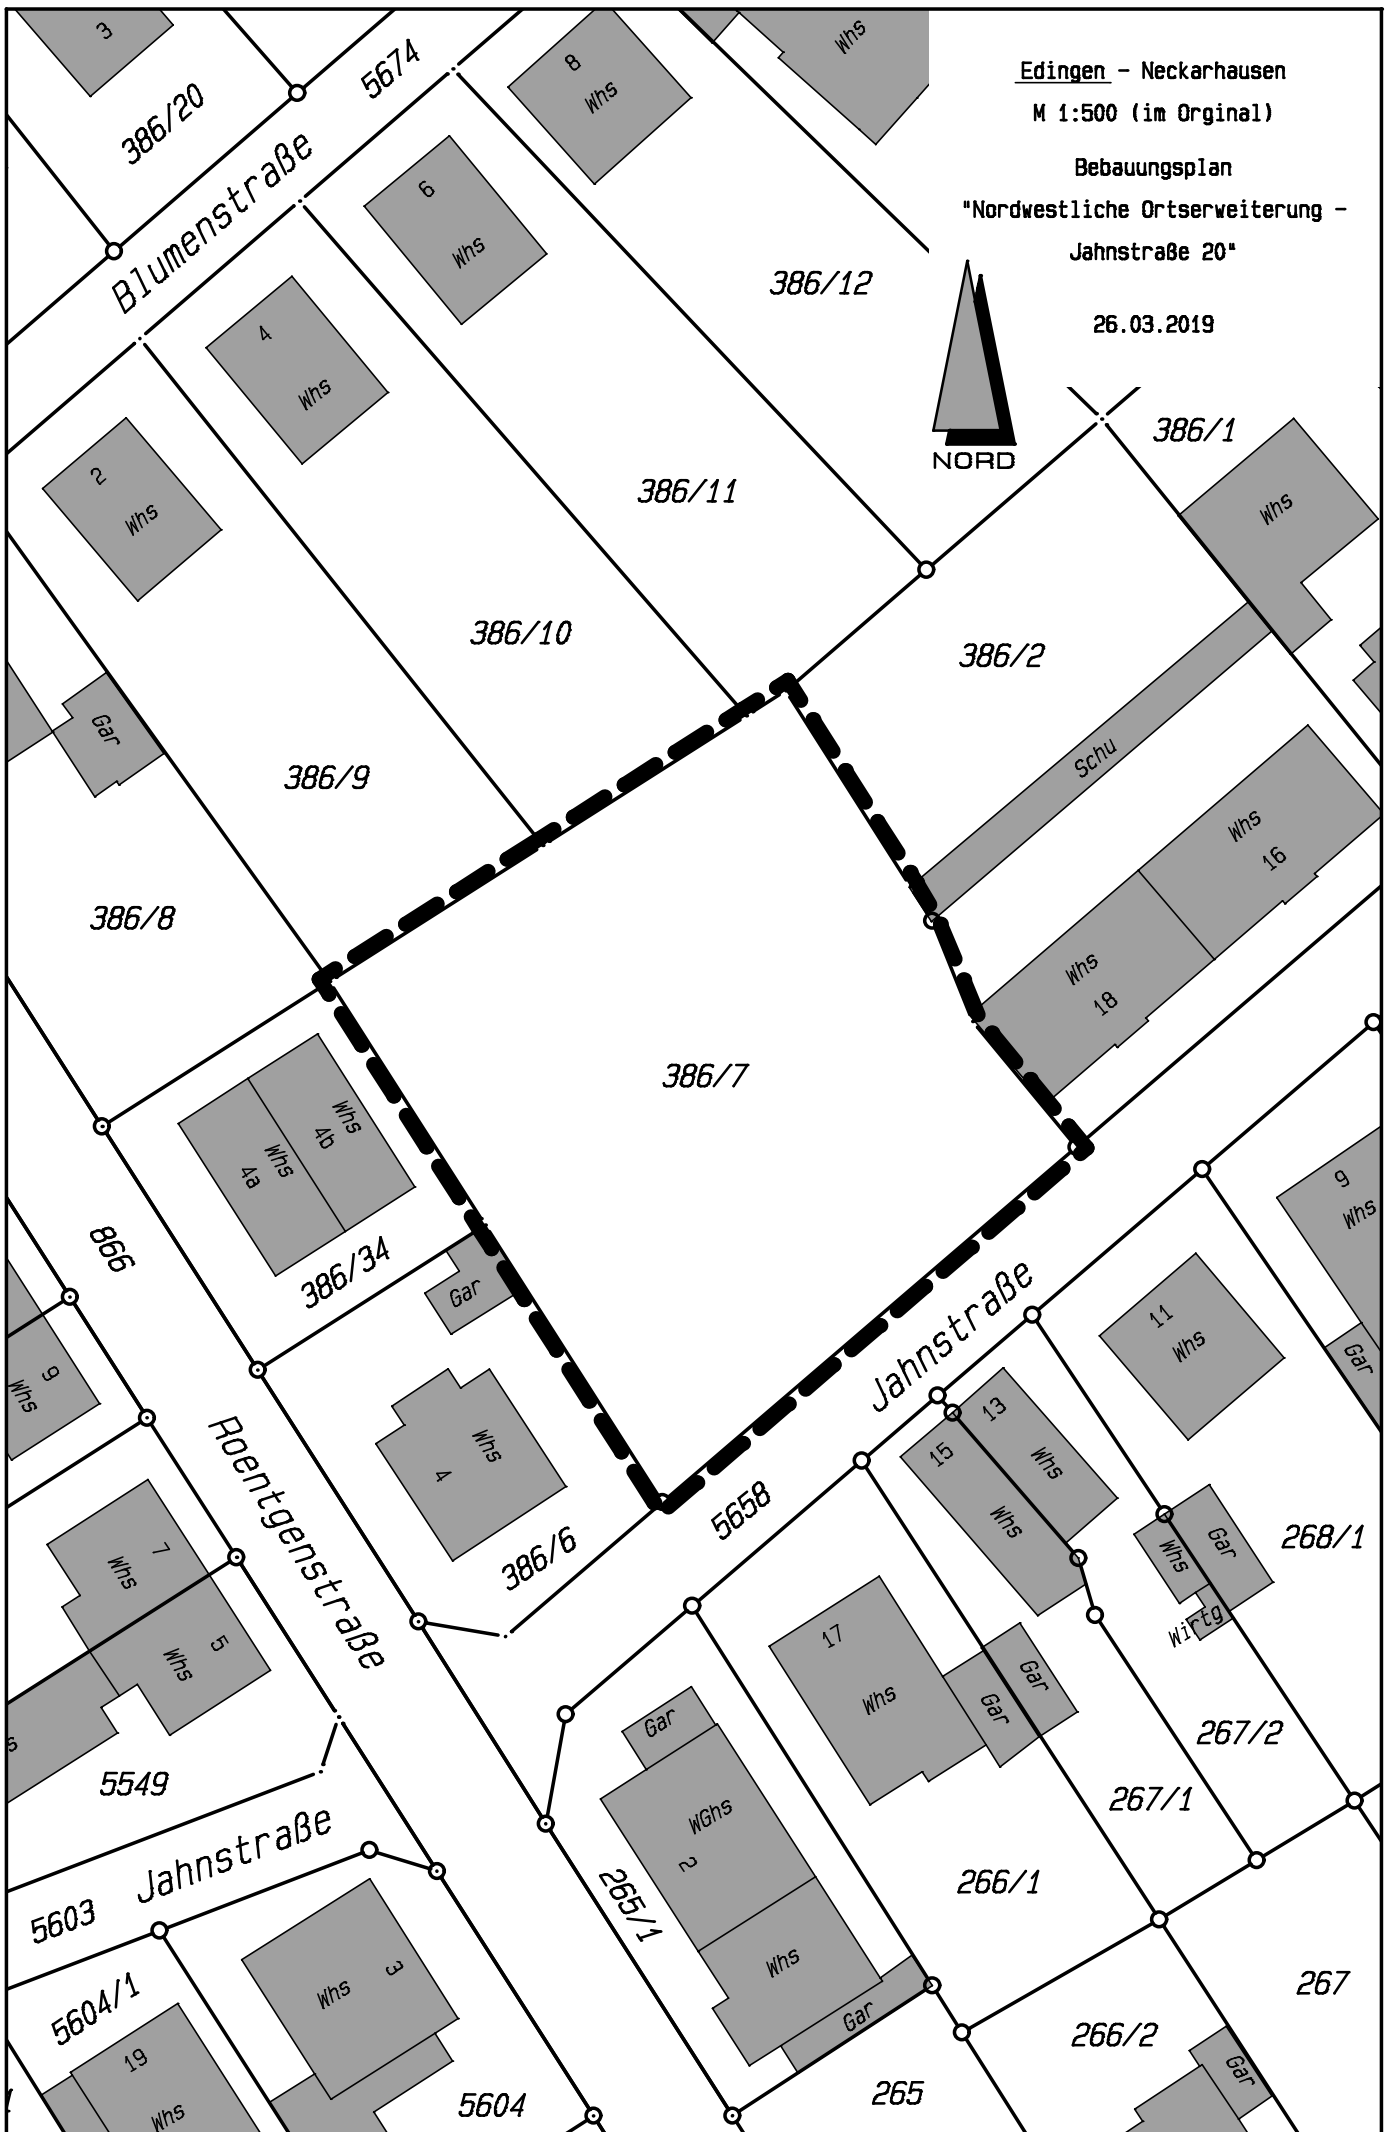 Edingen - Neckarhausen
M 1:500 (im Orginal)
Bebauungsplan
"Nordwestliche Ortserweiterung -
Jahnstraße 20"
26.03.2019
NORD
3
386/20
5674
Blumenstraße
8
Whs
Whs
6
Whs
4
Whs
2
Whs
386/12
386/11
386/10
386/9
386/8
386/1
Whs
386/2
Schu
Gar
Whs
16
Whs
18
386/7
Whs
4b
Whs
4a
386/34
Gar
866
9
Whs
Whs
4
386/6
Roentgenstraße
5658
Jahnstraße
9
Whs
Gar
11
Whs
13
Whs
15
Whs
Whs
Gar
Wirtg
268/1
7
Whs
5
Whs
17
Whs
Gar
Gar
267/2
267/1
266/1
5549
Jahnstraße
5603
5604/1
Gar
WGhs
2
265/1
Whs
Gar
3
Whs
19
Whs
5604
265
266/2
267
Gar